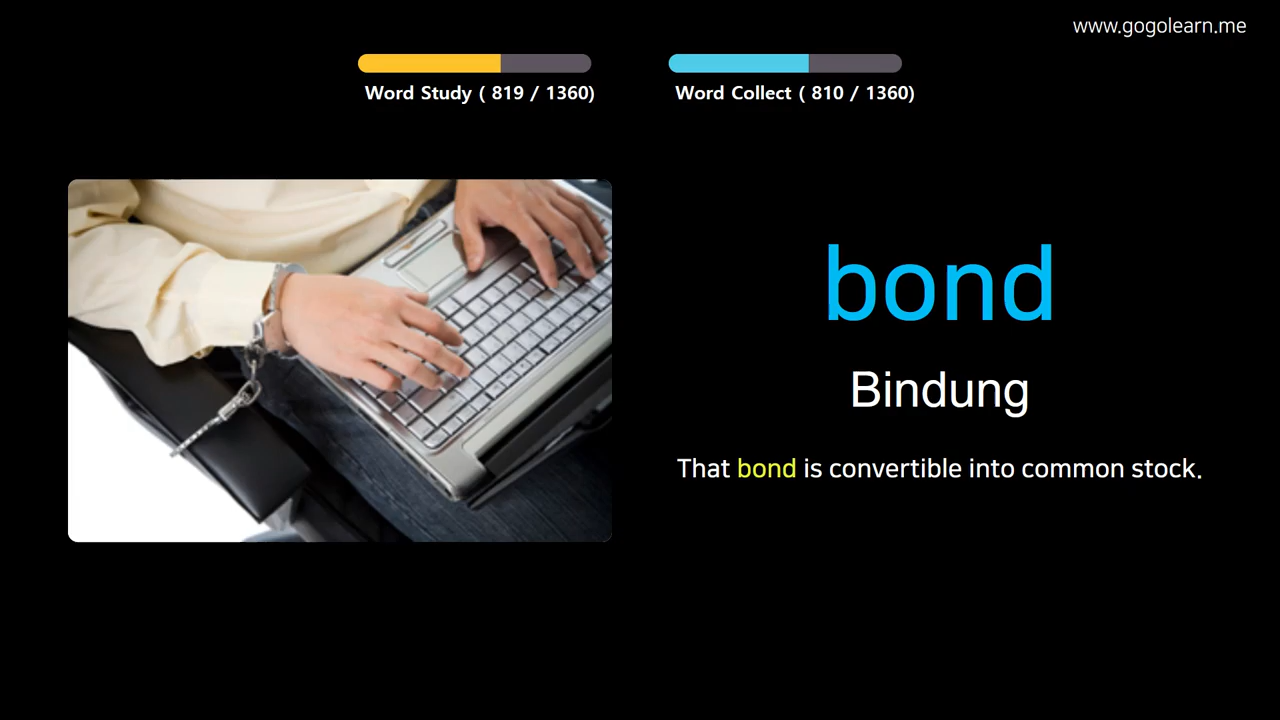 www.gogolearn.me
Word Study ( 819 / 1360)
Word Collect ( 810 / 1360)
bond
Bindung
That bond is convertible into common stock.